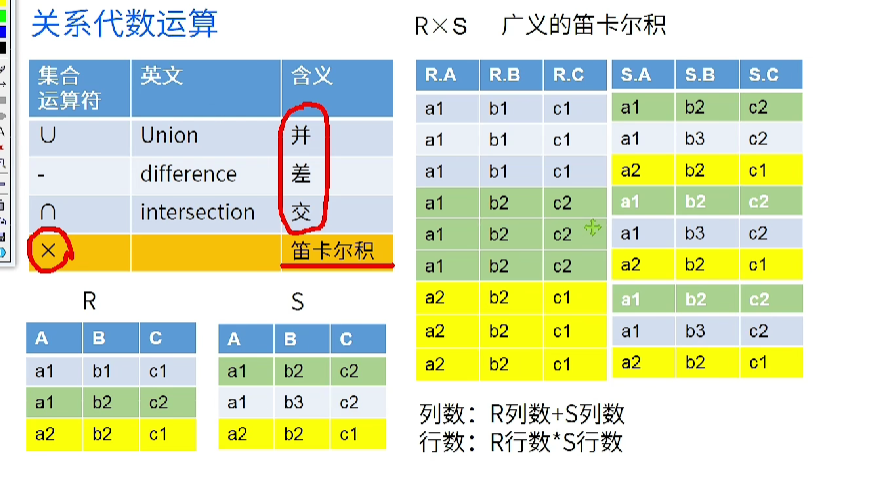 关系代数运算
集合运算符 英文 含义
∪ Union 并
- difference 差
∩ intersection 交
× 笛卡尔积
R
A B C
a1 b1 c1
a1 b2 c2
a2 b2 c1
S
A B C
a1 b2 c2
a1 b3 c2
a2 b2 c1
R×S 广义的笛卡尔积
R.A R.B R.C S.A S.B S.C
a1 b1 c1 a1 b2 c2
a1 b1 c1 a1 b3 c2
a1 b1 c1 a2 b2 c1
a1 b2 c2 a1 b2 c2
a1 b2 c2 a1 b3 c2
a1 b2 c2 a2 b2 c1
a2 b2 c1 a1 b2 c2
a2 b2 c1 a1 b3 c2
a2 b2 c1 a2 b2 c1
列数：R列数+S列数
行数：R行数*S行数